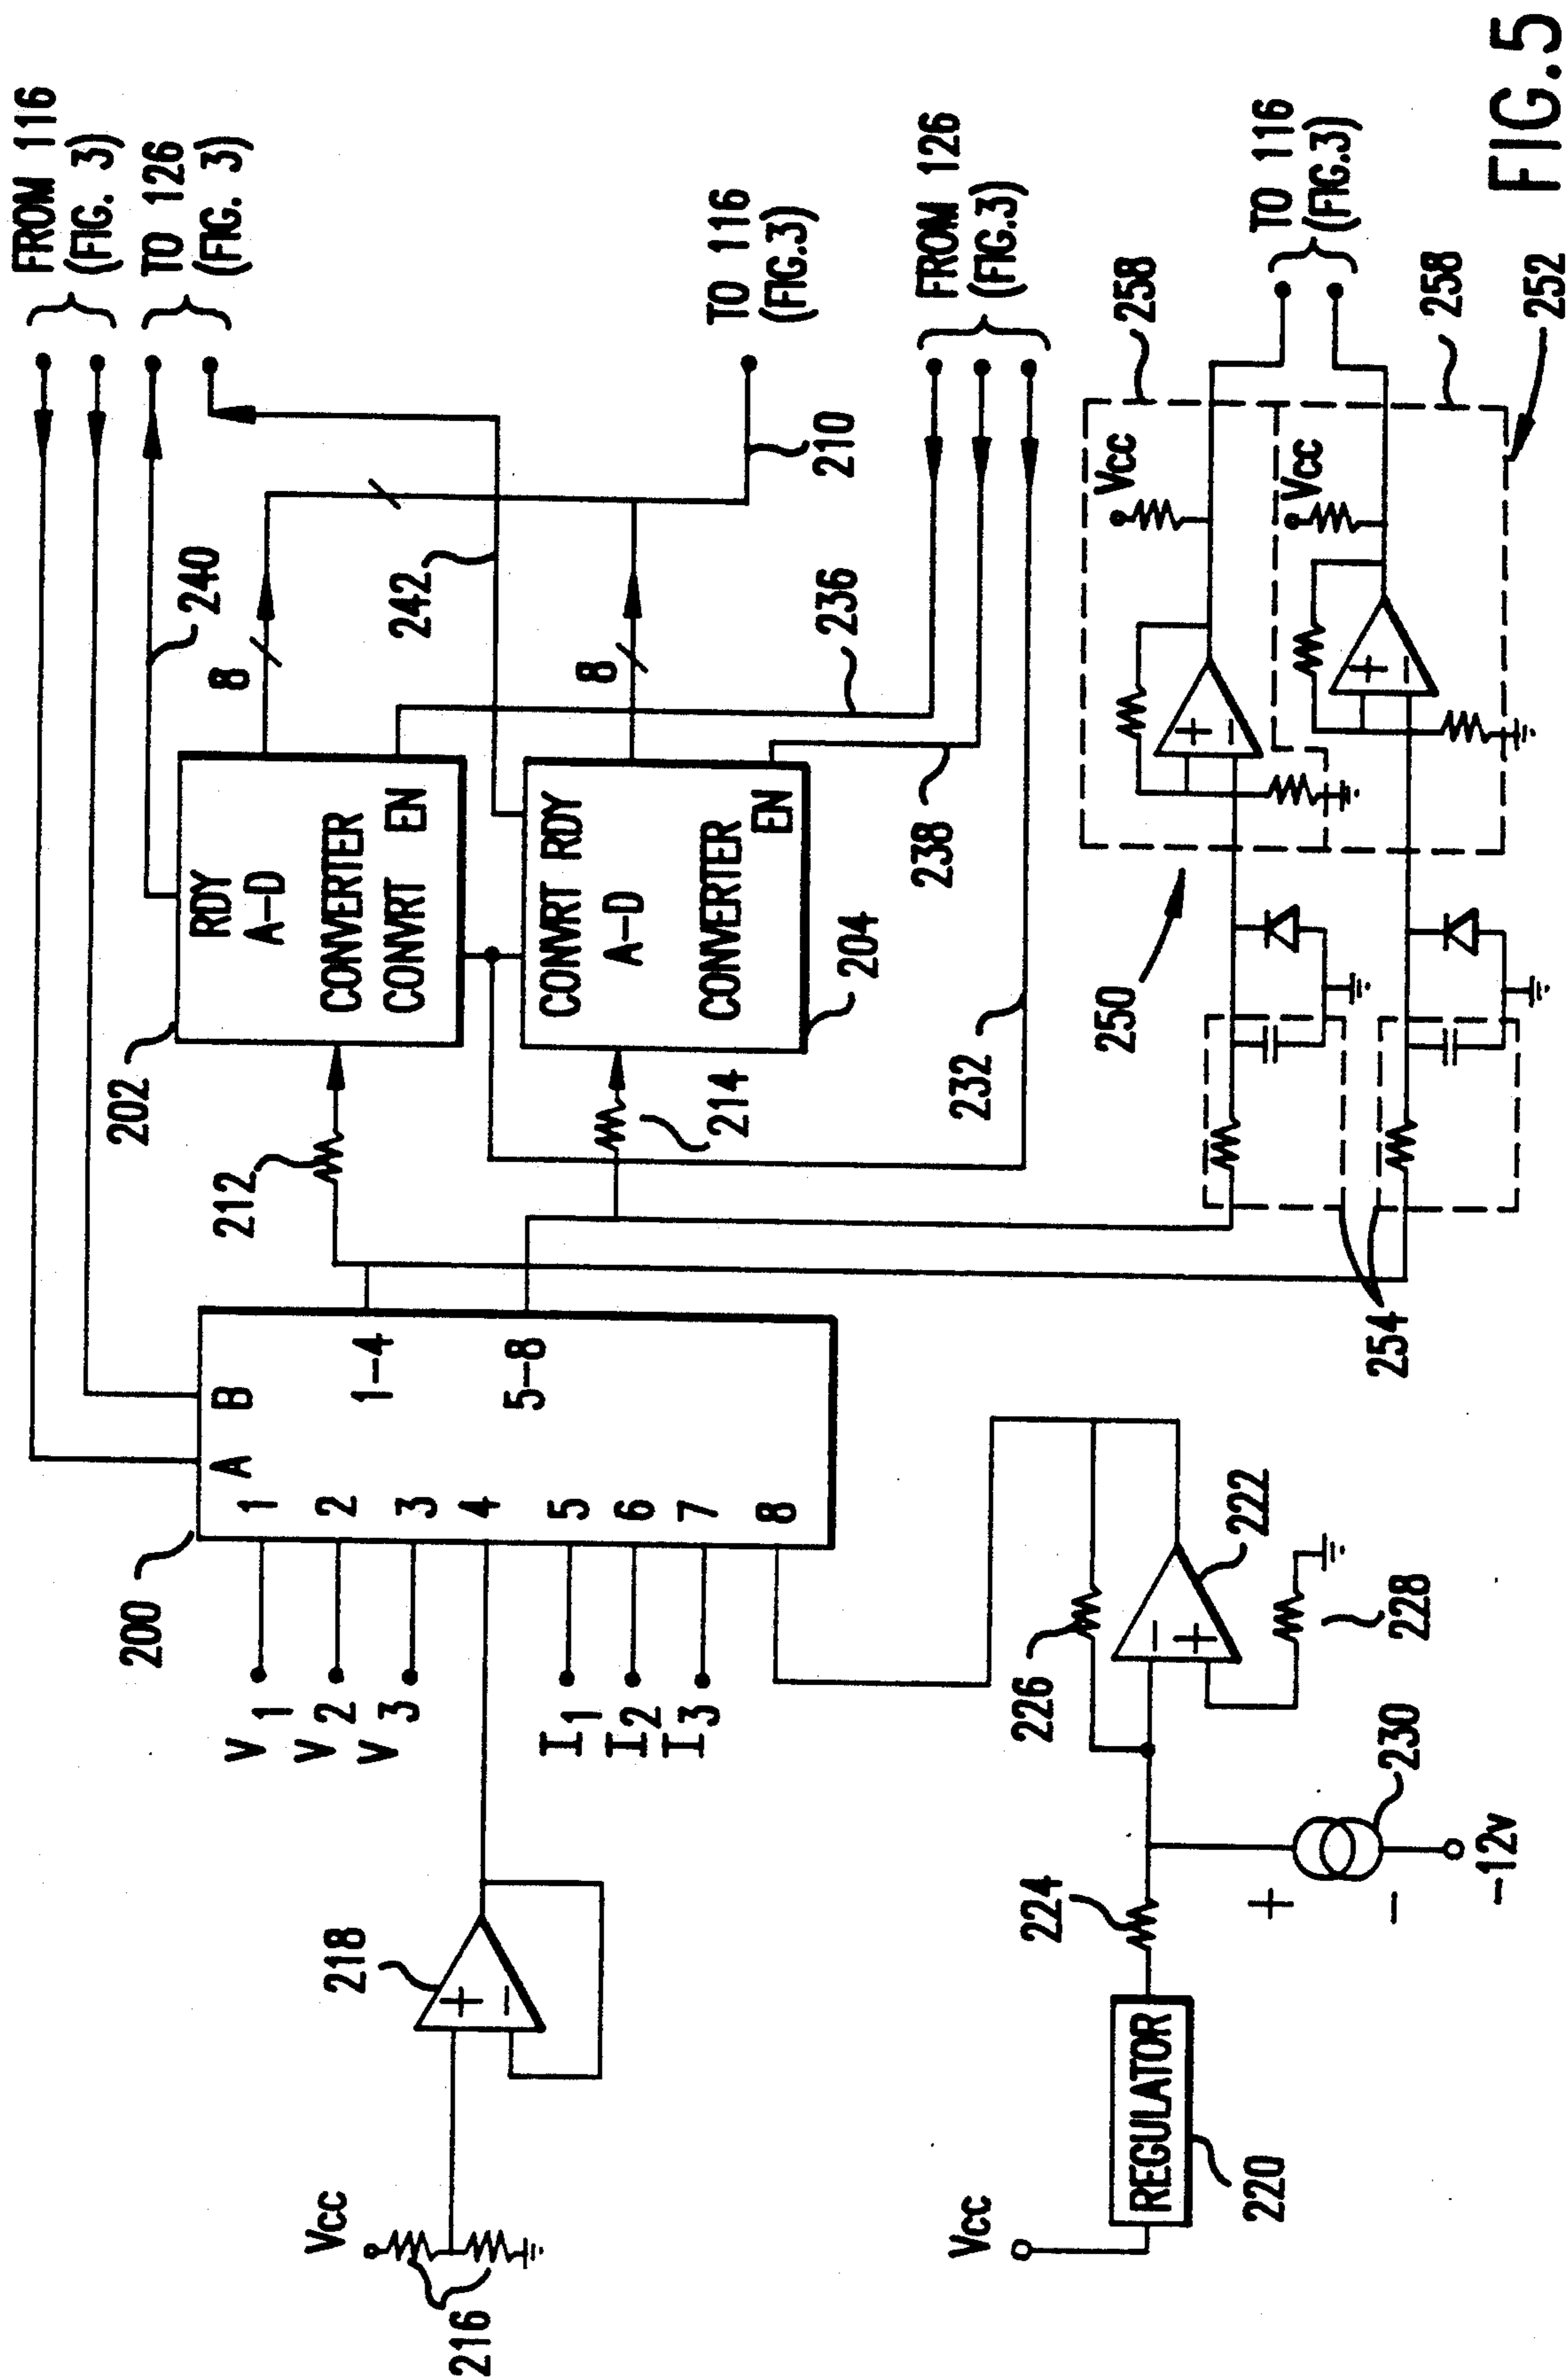 FROM 116
(FIG. 3)
TO 126
(FIG. 3)
240
202
RDY
A-D
CONVERTER
CONVRT EN
8
242
212
200
A B
1
2
3
4
5
6
7
8
1-4
5-8
V1
V2
V3
I1
I2
I3
CONVRT RDY
A-D
CONVERTER
EN
8
204
214
210
TO 116
(FIG.3)
236
238
232
FROM 126
(FIG.3)
218
+
-
Vcc
216
Vcc
REGULATOR
220
224
226
-
+
222
228
230
+
-
-12v
250
254
Vcc
+
-
258
Vcc
+
-
258
252
TO 116
(FIG.3)
FIG.5